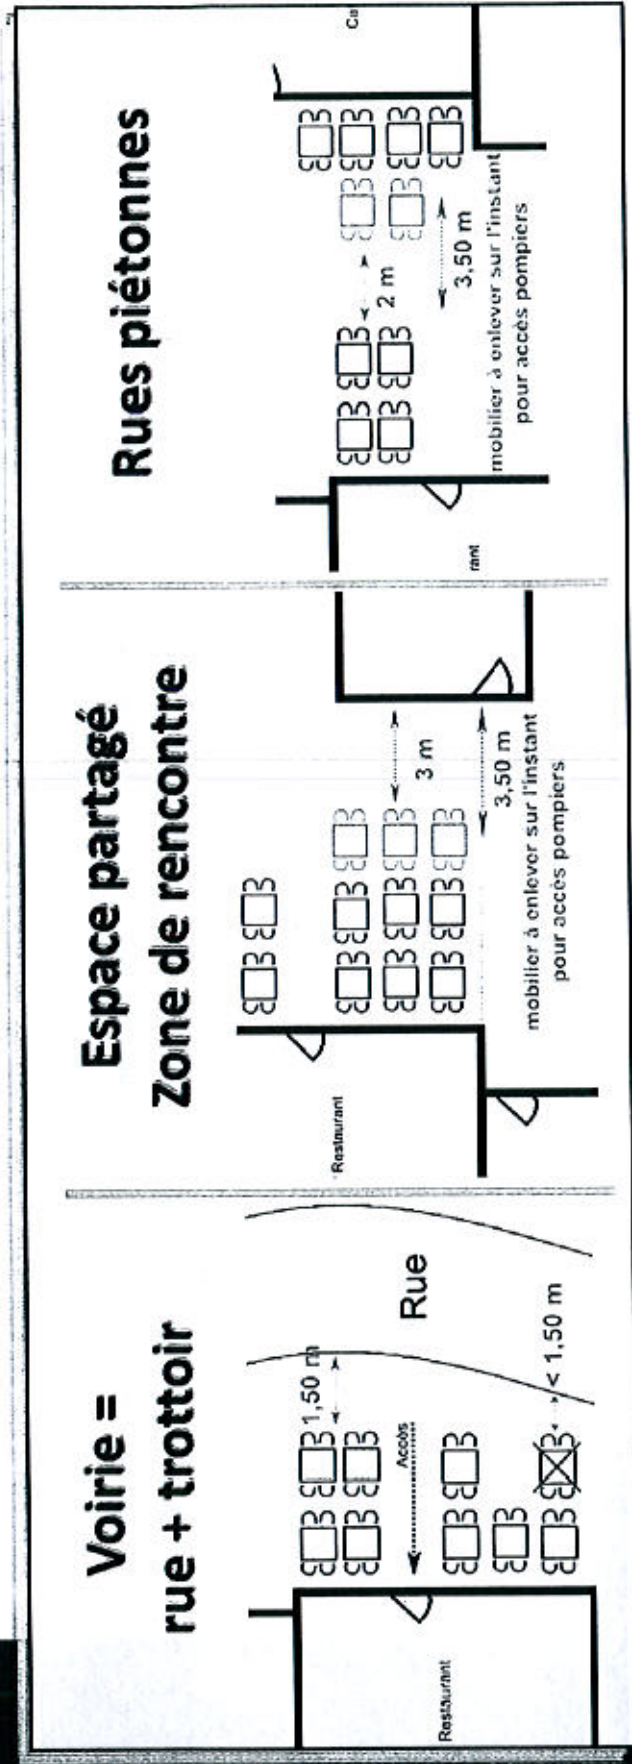 Voirie =
rue + trottoir
1,50 m
Rue
Accès
< 1,50 m
Restaurant
Espace partagé
Zone de rencontre
Restaurant
3 m
3,50 m
mobilier à enlever sur l'instant
pour accès pompiers
Rues piétonnes
Ca
2 m
3,50 m
mobilier à enlever sur l'instant
pour accès pompiers
rant